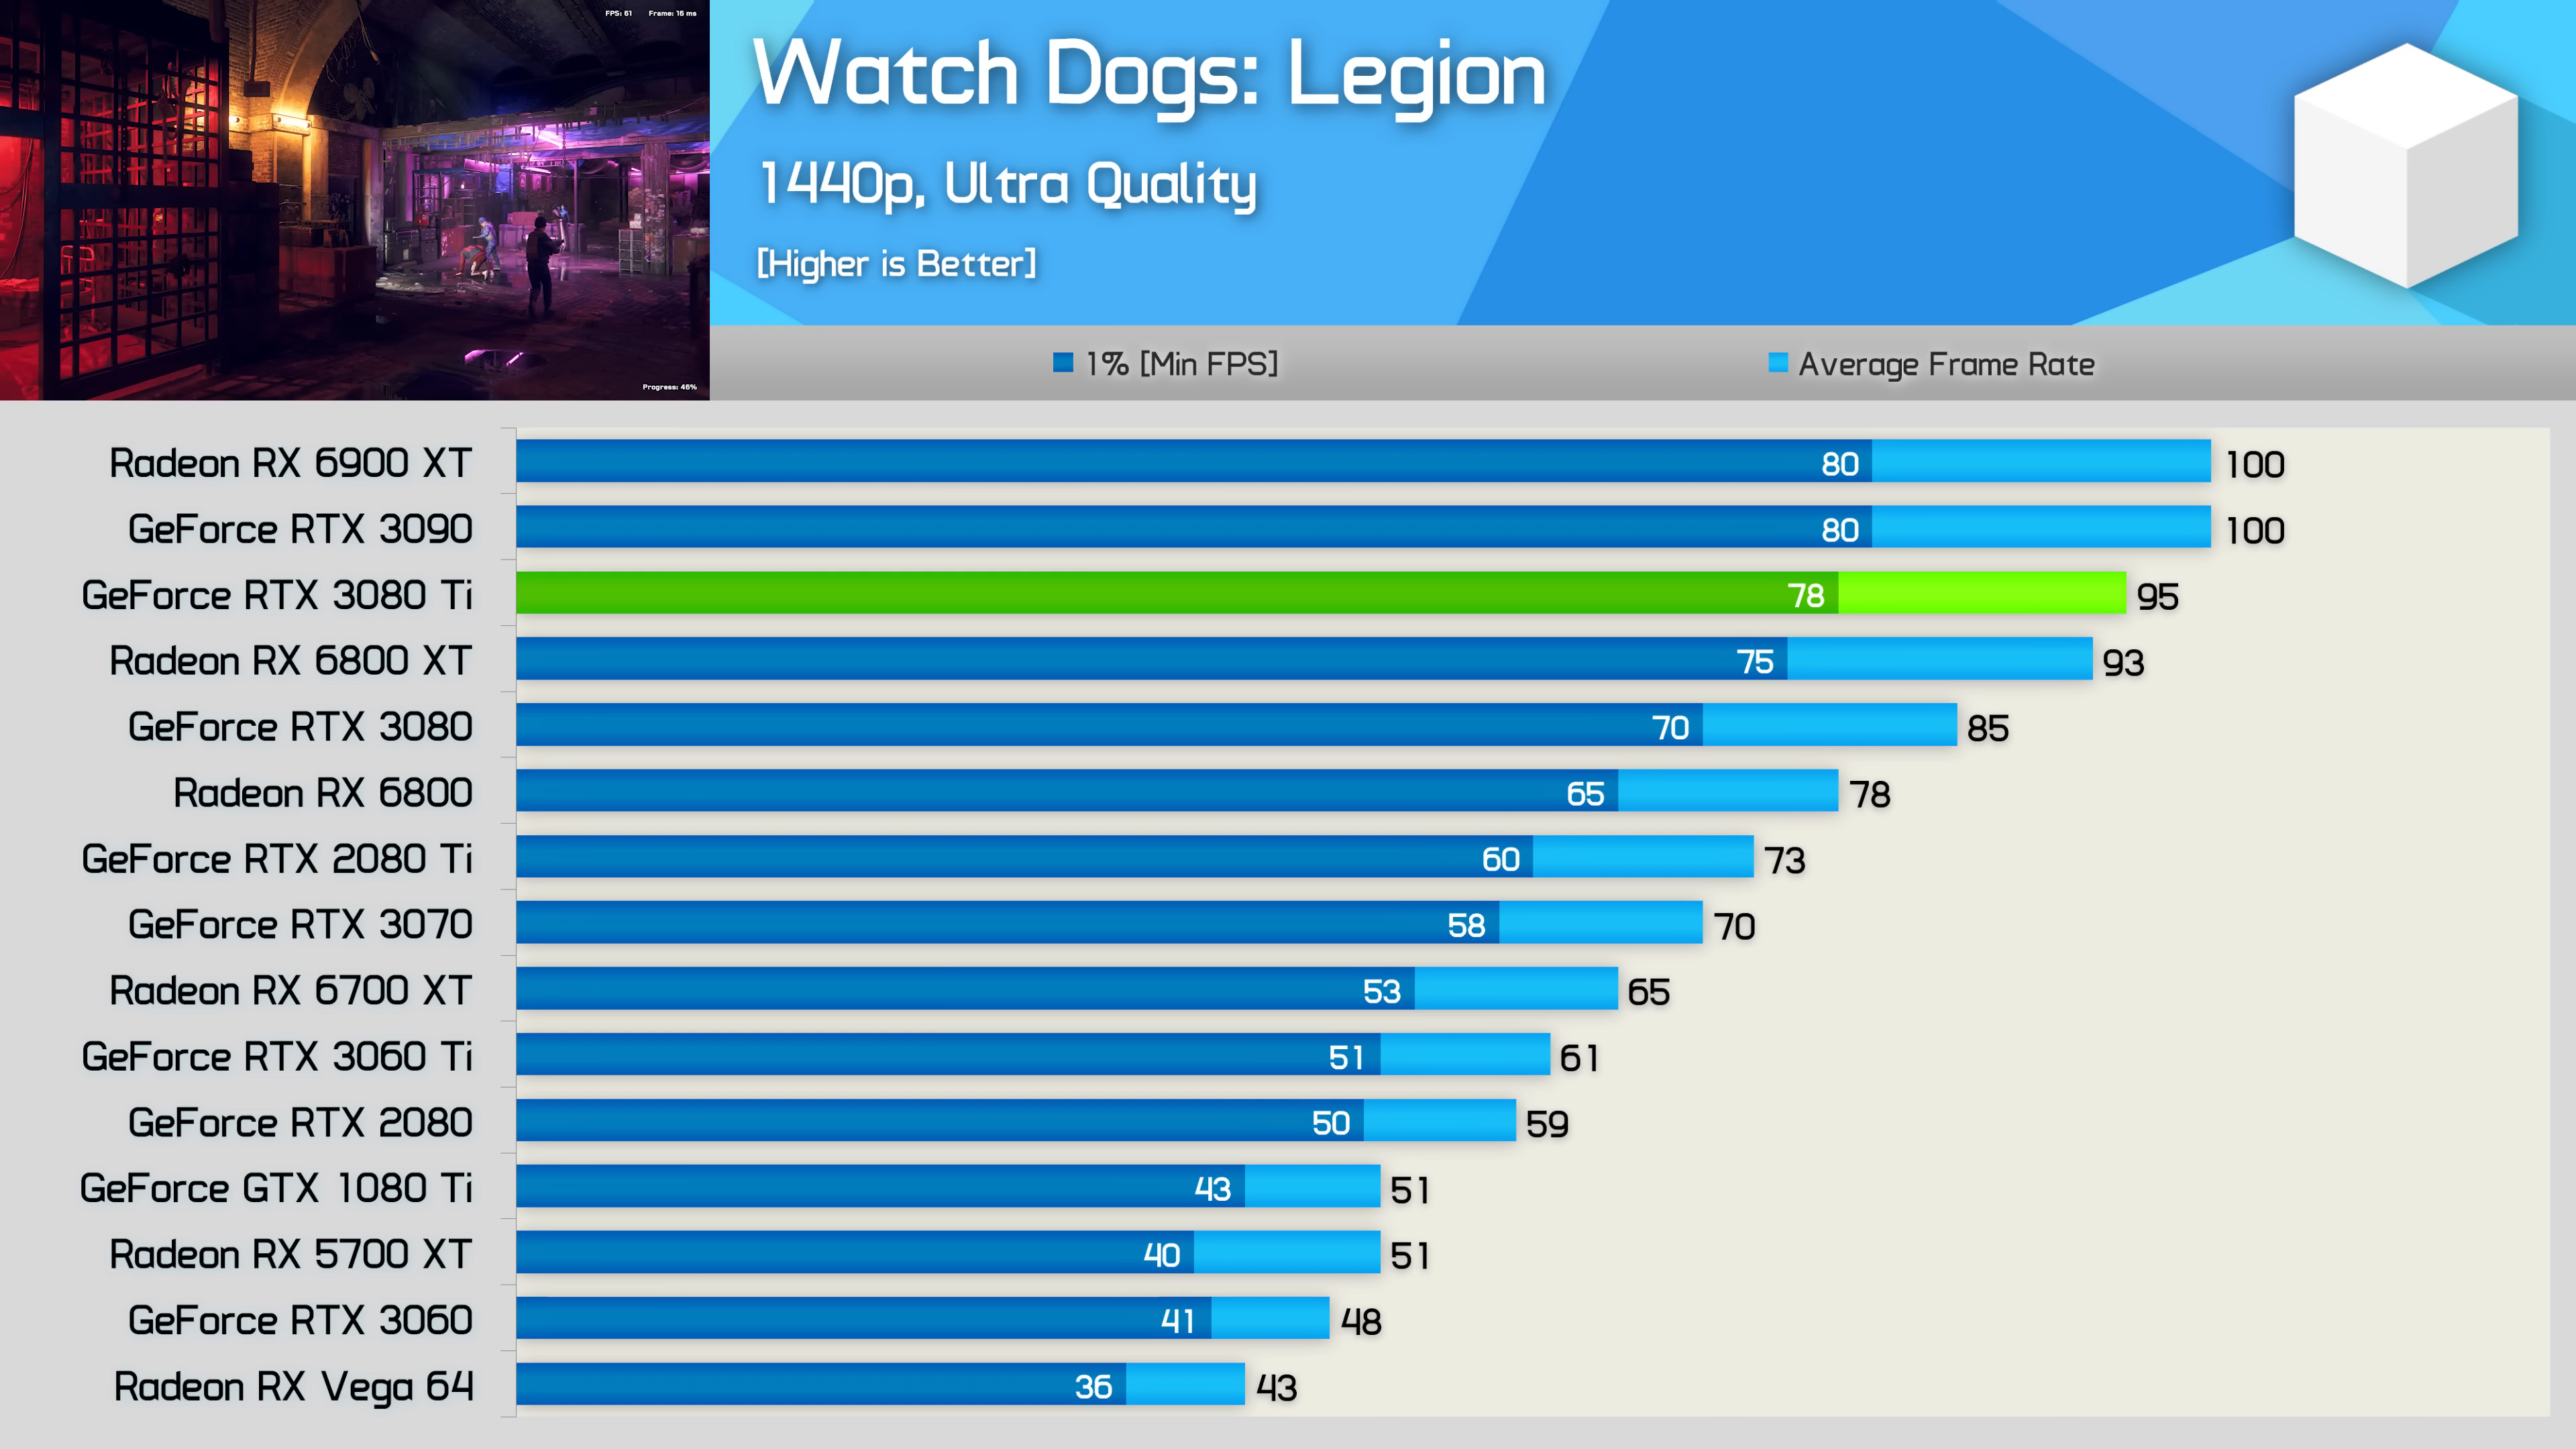 FPS: 61 Frame: 16 ms
Progress: 46%
Watch Dogs: Legion
1440p, Ultra Quality
[Higher is Better]
1% [Min FPS] Average Frame Rate
Radeon RX 6900 XT 80 100
GeForce RTX 3090 80 100
GeForce RTX 3080 Ti 78 95
Radeon RX 6800 XT 75 93
GeForce RTX 3080 70 85
Radeon RX 6800 65 78
GeForce RTX 2080 Ti 60 73
GeForce RTX 3070 58 70
Radeon RX 6700 XT 53 65
GeForce RTX 3060 Ti 51 61
GeForce RTX 2080 50 59
GeForce GTX 1080 Ti 43 51
Radeon RX 5700 XT 40 51
GeForce RTX 3060 41 48
Radeon RX Vega 64 36 43